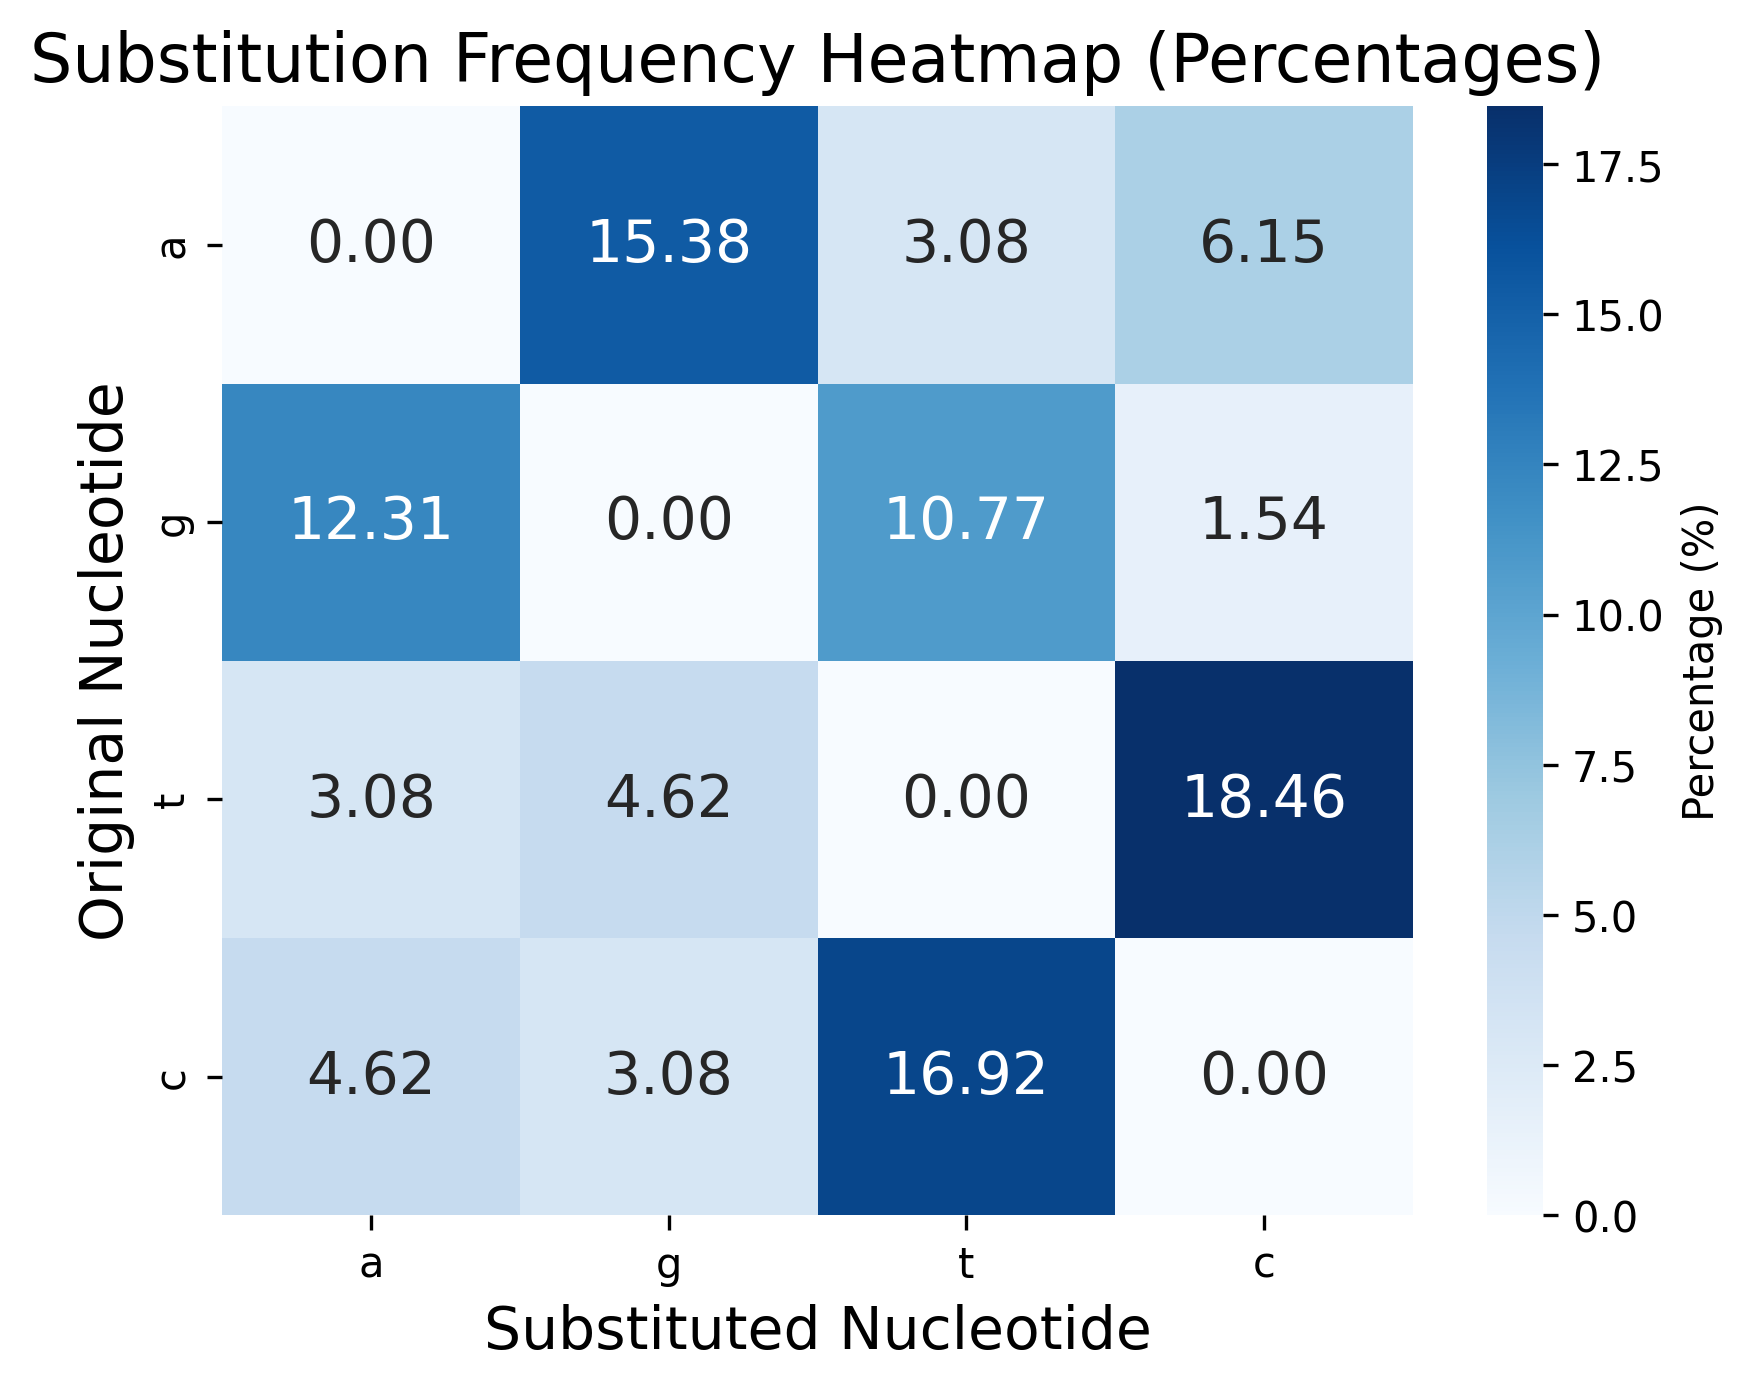 Substitution Frequency Heatmap (Percentages)
Original Nucleotide
a
0.00 15.38 3.08 6.15
g
12.31 0.00 10.77 1.54
t
3.08 4.62 0.00 18.46
c
4.62 3.08 16.92 0.00
a g t c
Substituted Nucleotide
17.5
15.0
12.5
10.0
7.5
5.0
2.5
0.0
Percentage (%)